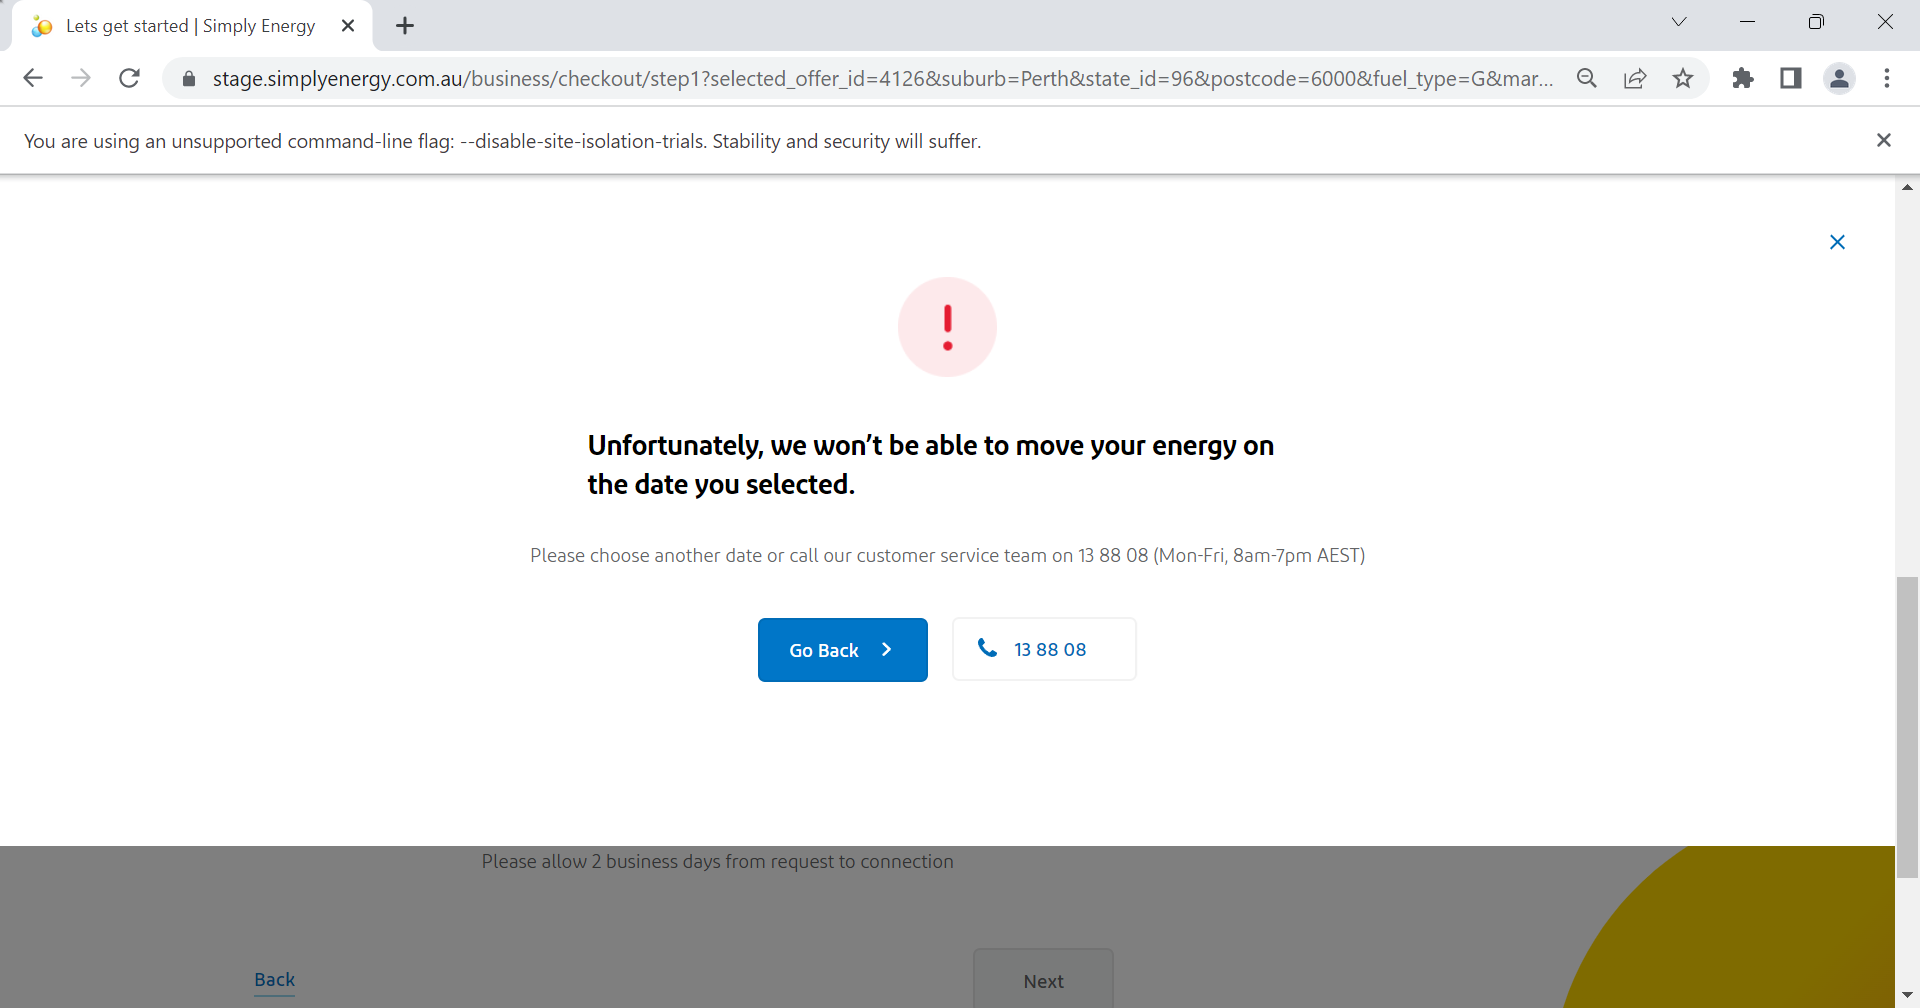 Lets get started | Simply Energy
stage.simplyenergy.com.au/business/checkout/step1?selected_offer_id=4126&suburb=Perth&state_id=96&postcode=6000&fuel_type=G&mar...
You are using an unsupported command-line flag: --disable-site-isolation-trials. Stability and security will suffer.
Unfortunately, we won’t be able to move your energy on
the date you selected.
Please choose another date or call our customer service team on 13 88 08 (Mon-Fri, 8am-7pm AEST)
Go Back
13 88 08
Please allow 2 business days from request to connection
Back
Next